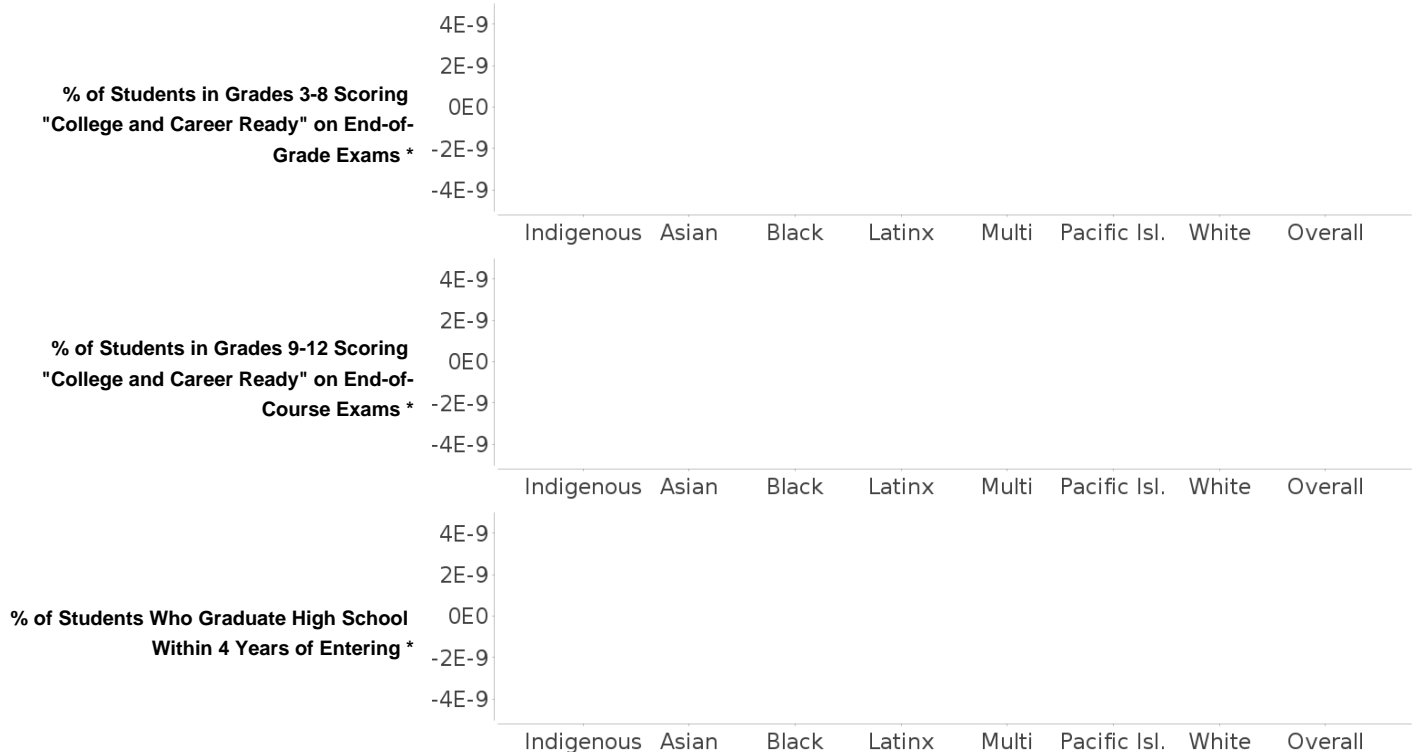 % of Students in Grades 3-8 Scoring
"College and Career Ready" on End-of-
Grade Exams *
4E-9
2E-9
0E0
-2E-9
-4E-9
Indigenous Asian Black Latinx Multi Pacific Isl. White Overall
% of Students in Grades 9-12 Scoring
"College and Career Ready" on End-of-
Course Exams *
4E-9
2E-9
0E0
-2E-9
-4E-9
Indigenous Asian Black Latinx Multi Pacific Isl. White Overall
% of Students Who Graduate High School
Within 4 Years of Entering *
4E-9
2E-9
0E0
-2E-9
-4E-9
Indigenous Asian Black Latinx Multi Pacific Isl. White Overall